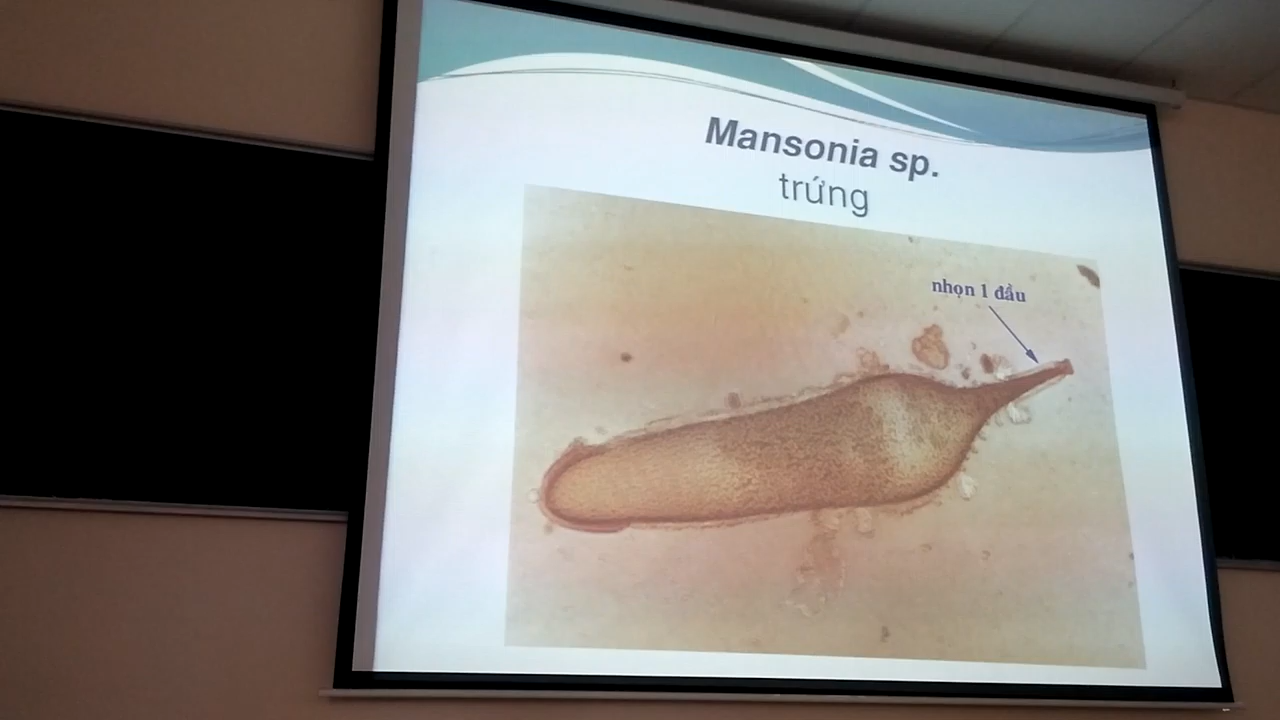 Mansonia sp.
trứng
nhọn 1 đầu